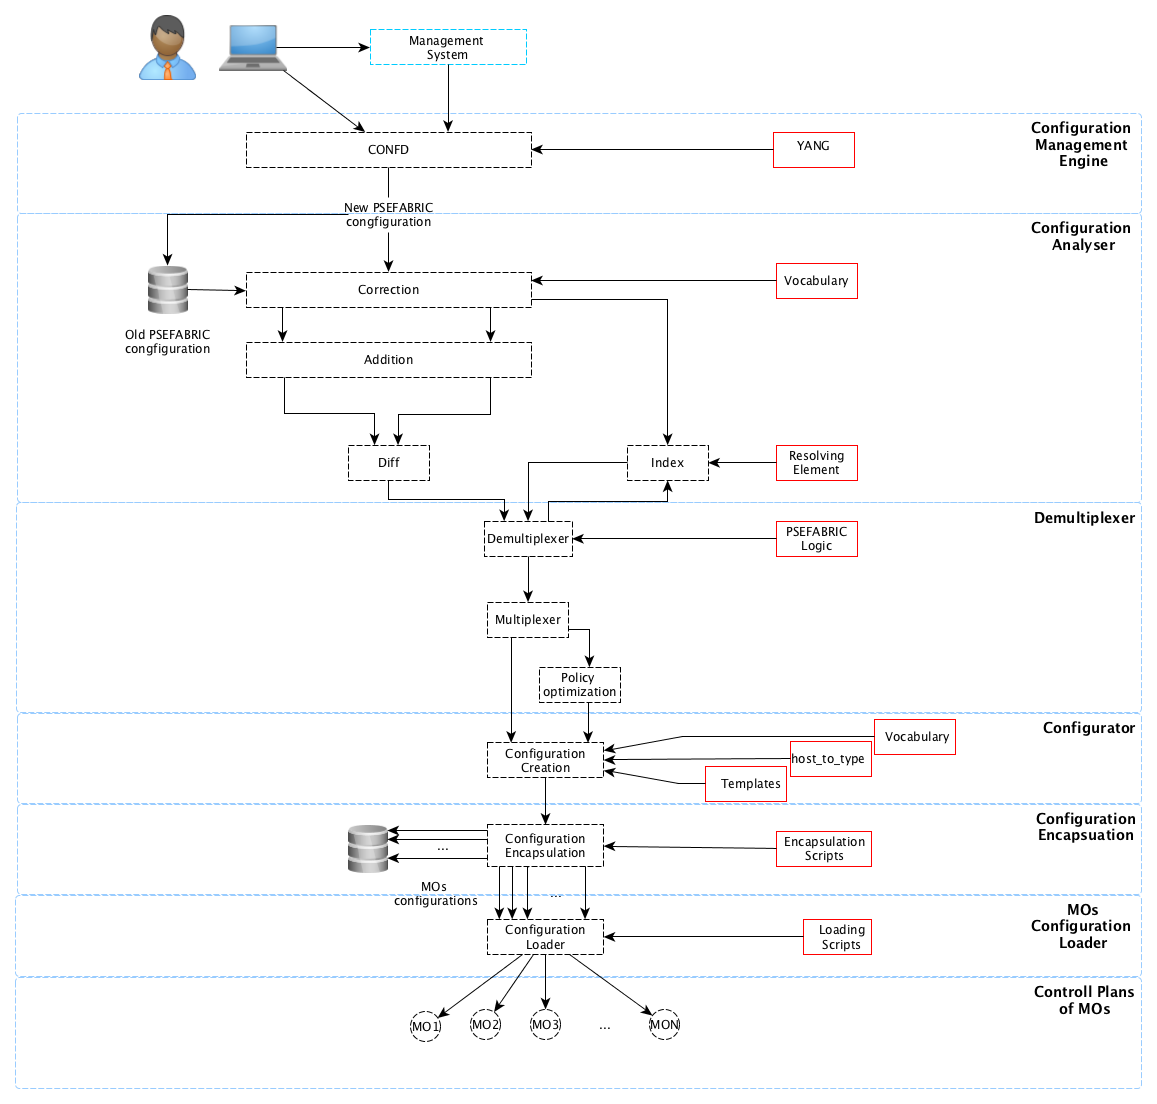 Management
System
Configuration
Management
Engine
CONFD
YANG
New PSEFABRIC
congfiguration
Configuration
Analyser
Correction
Vocabulary
Old PSEFABRIC
congfiguration
Addition
Diff
Index
Resolving
Element
Demultiplexer
Demultiplexer
PSEFABRIC
Logic
Multiplexer
Policy
optimization
Configurator
Vocabulary
Configuration
Creation
host_to_type
Templates
Configuration
Encapsuation
Configuration
Encapsulation
...
Encapsulation
Scripts
MOs
configurations
...
MOs
Configuration
Loader
Configuration
Loader
Loading
Scripts
Controll Plans
of MOs
MO1
MO2
MO3
...
MON